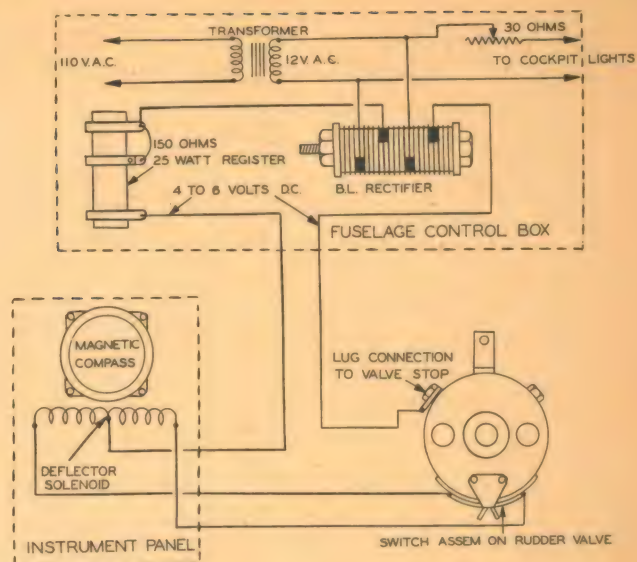 TRANSFORMER
30 OHMS
110 V.A.C.
12V A.C.
TO COCKPIT LIGHTS
150 OHMS
25 WATT REGISTER
4 TO 6 VOLTS D.C.
B.L. RECTIFIER
FUSELAGE CONTROL BOX
MAGNETIC
COMPASS
LUG CONNECTION
TO VALVE STOP
DEFLECTOR
SOLENOID
INSTRUMENT PANEL
SWITCH ASSEM ON RUDDER VALVE